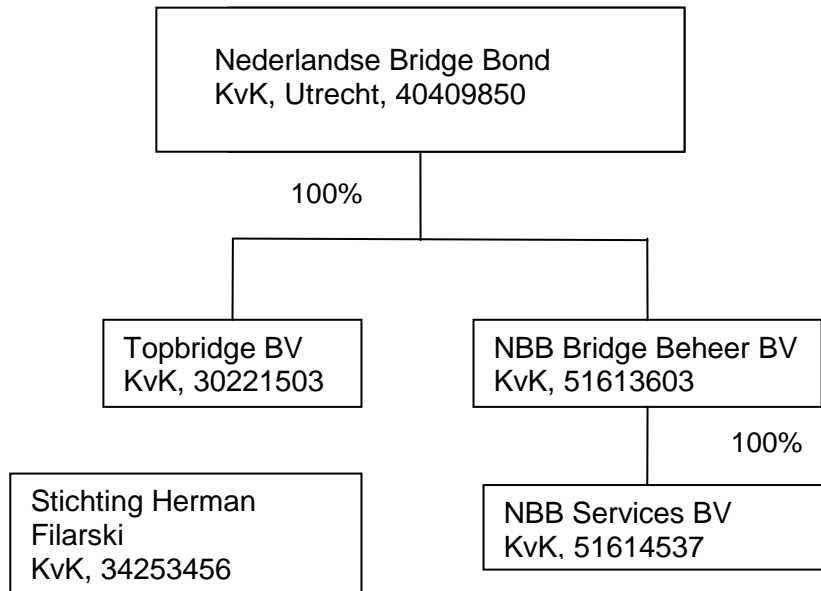 Nederlandse Bridge Bond
KvK, Utrecht, 40409850
100%
Topbridge BV
KvK, 30221503
NBB Bridge Beheer BV
KvK, 51613603
100%
Stichting Herman
Filarski
KvK, 34253456
NBB Services BV
KvK, 51614537